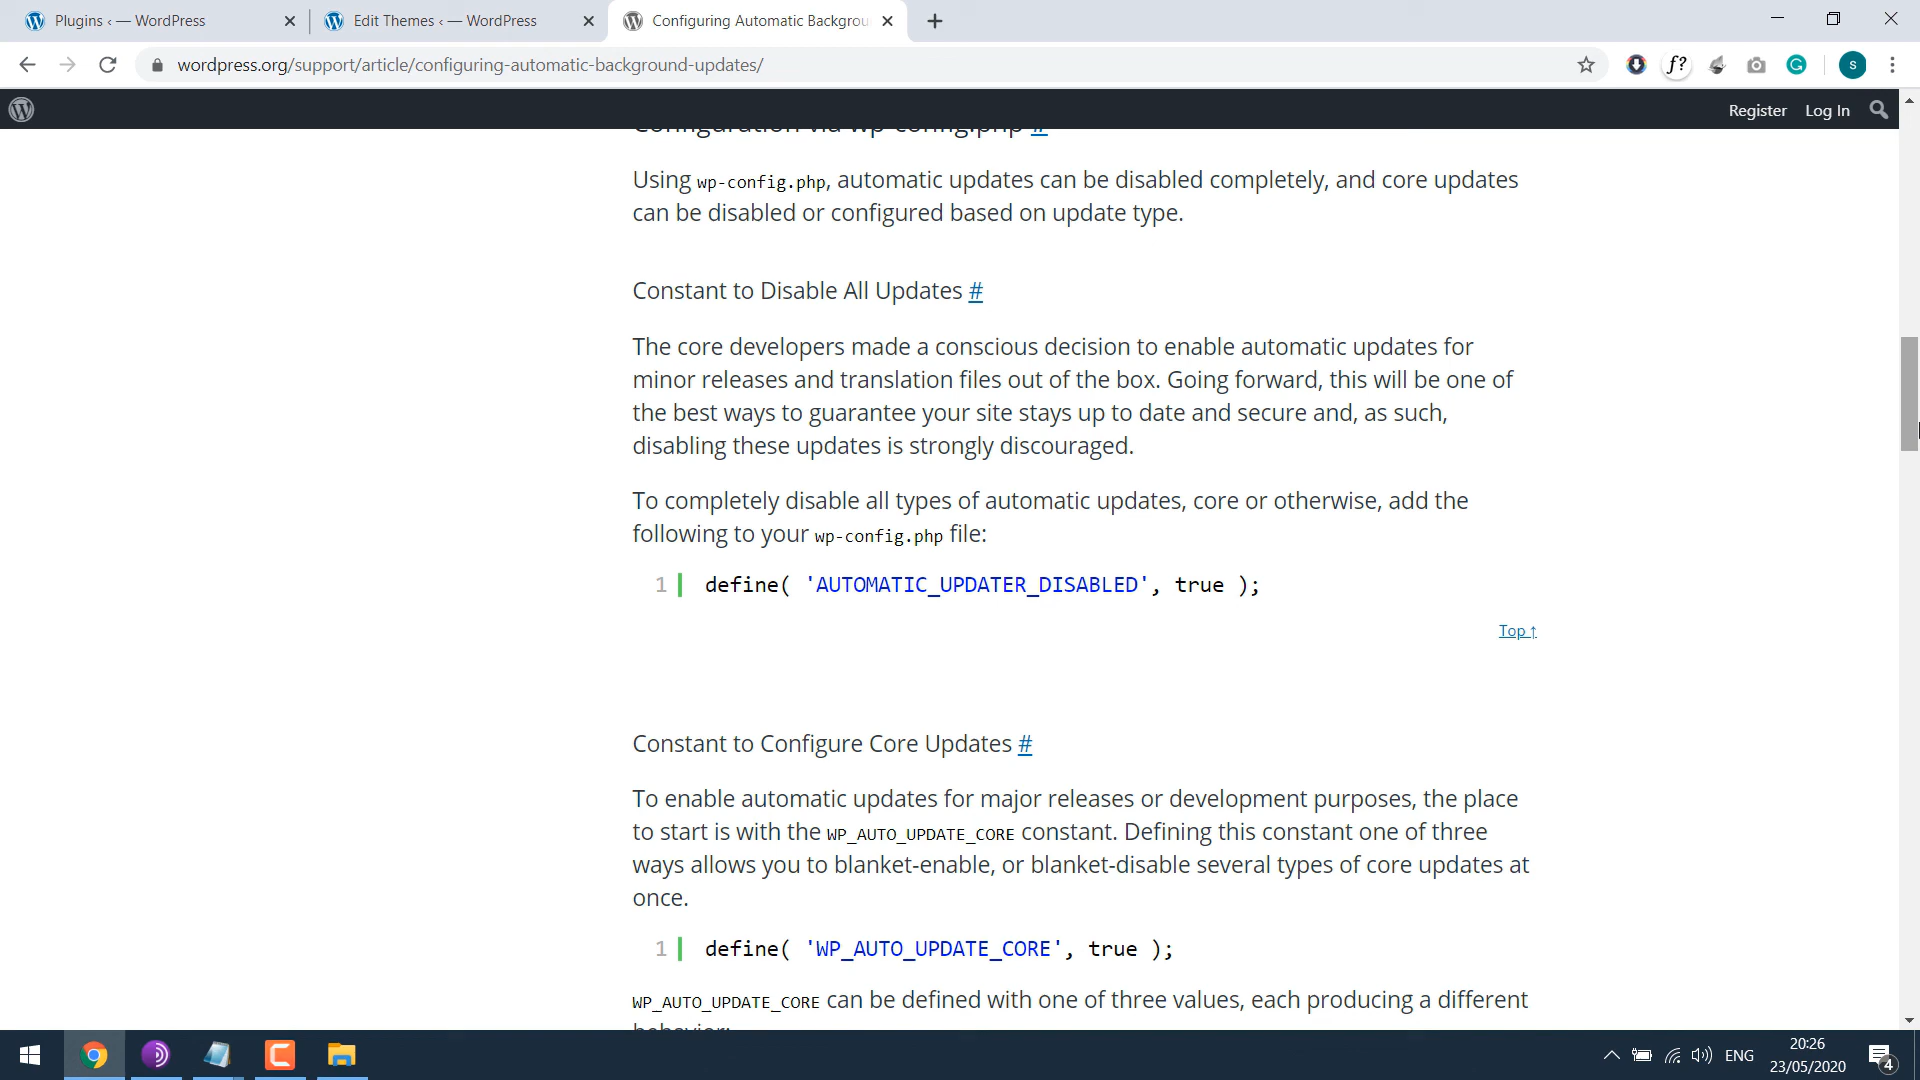 Plugins ‹ — WordPress
Edit Themes ‹ — WordPress
Configuring Automatic Backgrou
wordpress.org/support/article/configuring-automatic-background-updates/
f?
s
Register
Log In
Configuration via wp-config.php #
Using wp-config.php, automatic updates can be disabled completely, and core updates
can be disabled or configured based on update type.
Constant to Disable All Updates #
The core developers made a conscious decision to enable automatic updates for
minor releases and translation files out of the box. Going forward, this will be one of
the best ways to guarantee your site stays up to date and secure and, as such,
disabling these updates is strongly discouraged.
To completely disable all types of automatic updates, core or otherwise, add the
following to your wp-config.php file:
1 define( 'AUTOMATIC_UPDATER_DISABLED', true );
Top ↑
Constant to Configure Core Updates #
To enable automatic updates for major releases or development purposes, the place
to start is with the WP_AUTO_UPDATE_CORE constant. Defining this constant one of three
ways allows you to blanket-enable, or blanket-disable several types of core updates at
once.
1 define( 'WP_AUTO_UPDATE_CORE', true );
WP_AUTO_UPDATE_CORE can be defined with one of three values, each producing a different
behavior:
ENG
20:26
23/05/2020
4